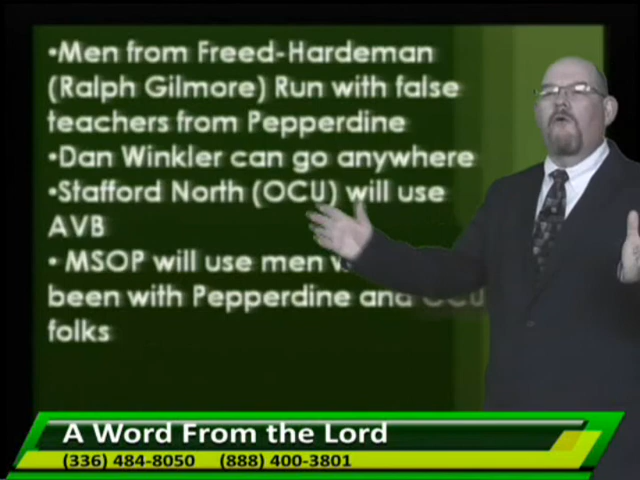 •Men from Freed-Hardeman
(Ralph Gilmore) Run with false
teachers from Pepperdine
•Dan Winkler can go anywhere
•Stafford North (OCU) will use
AVB
• MSOP will use men
been with Pepperdine and OCU
folks
A Word From the Lord
(336) 484-8050 (888) 400-3801